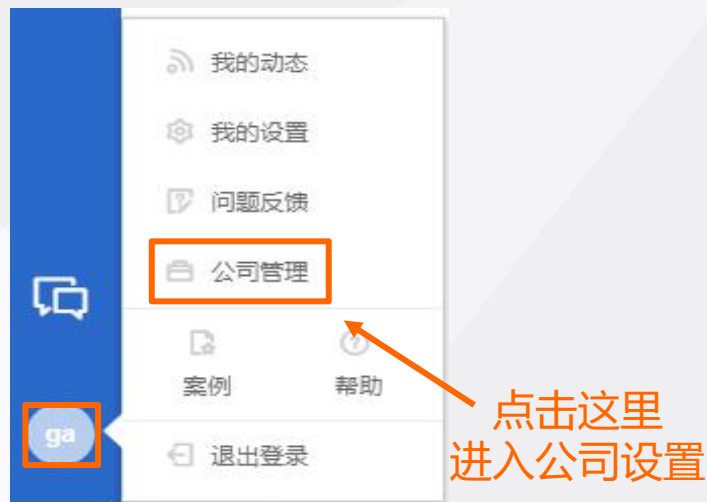 我的动态
我的设置
问题反馈
公司管理
案例 帮助
ga
退出登录
点击这里
进入公司设置